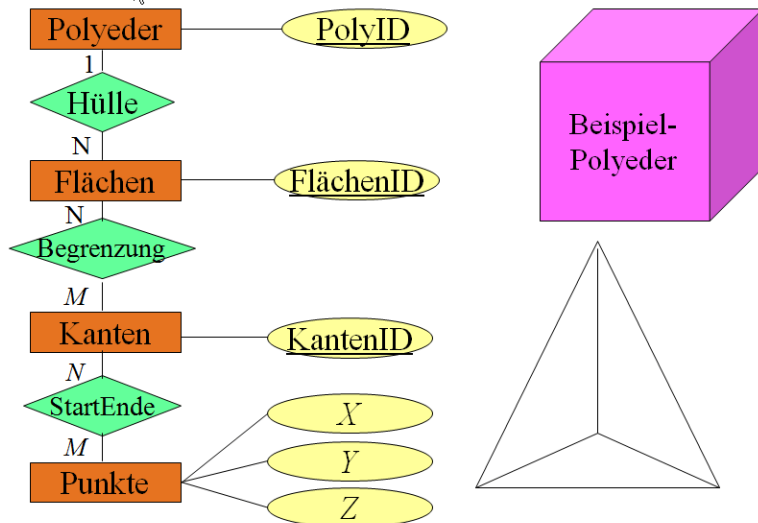 Polyeder
PolyID
1
Hülle
N
Flächen
FlächenID
N
Begrenzung
M
Kanten
KantenID
N
StartEnde
M
Punkte
X
Y
Z
Beispiel-
Polyeder